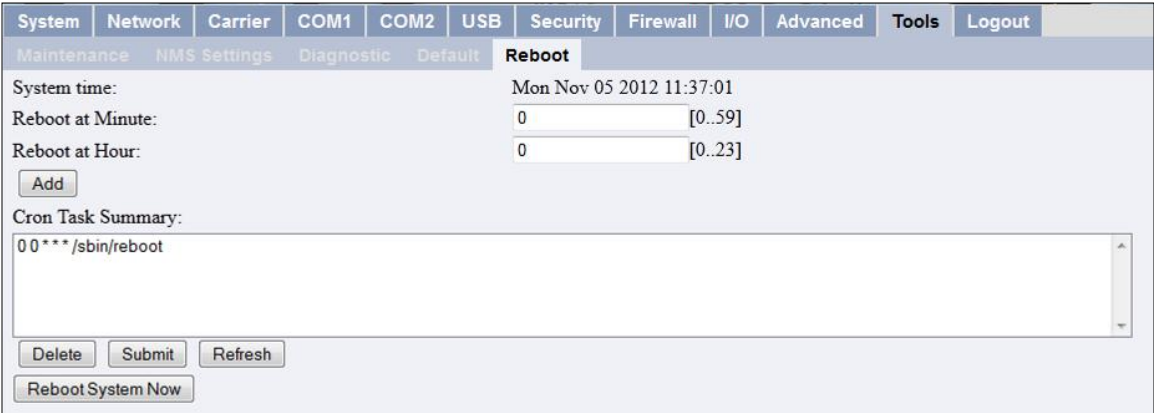 System Network Carrier COM1 COM2 USB Security Firewall I/O Advanced Tools Logout
Maintenance NMS Settings Diagnostic Default Reboot
System time: Mon Nov 05 2012 11:37:01
Reboot at Minute: 0 [0..59]
Reboot at Hour: 0 [0..23]
Add
Cron Task Summary:
0 0 * * * /sbin/reboot
Delete Submit Refresh
Reboot System Now